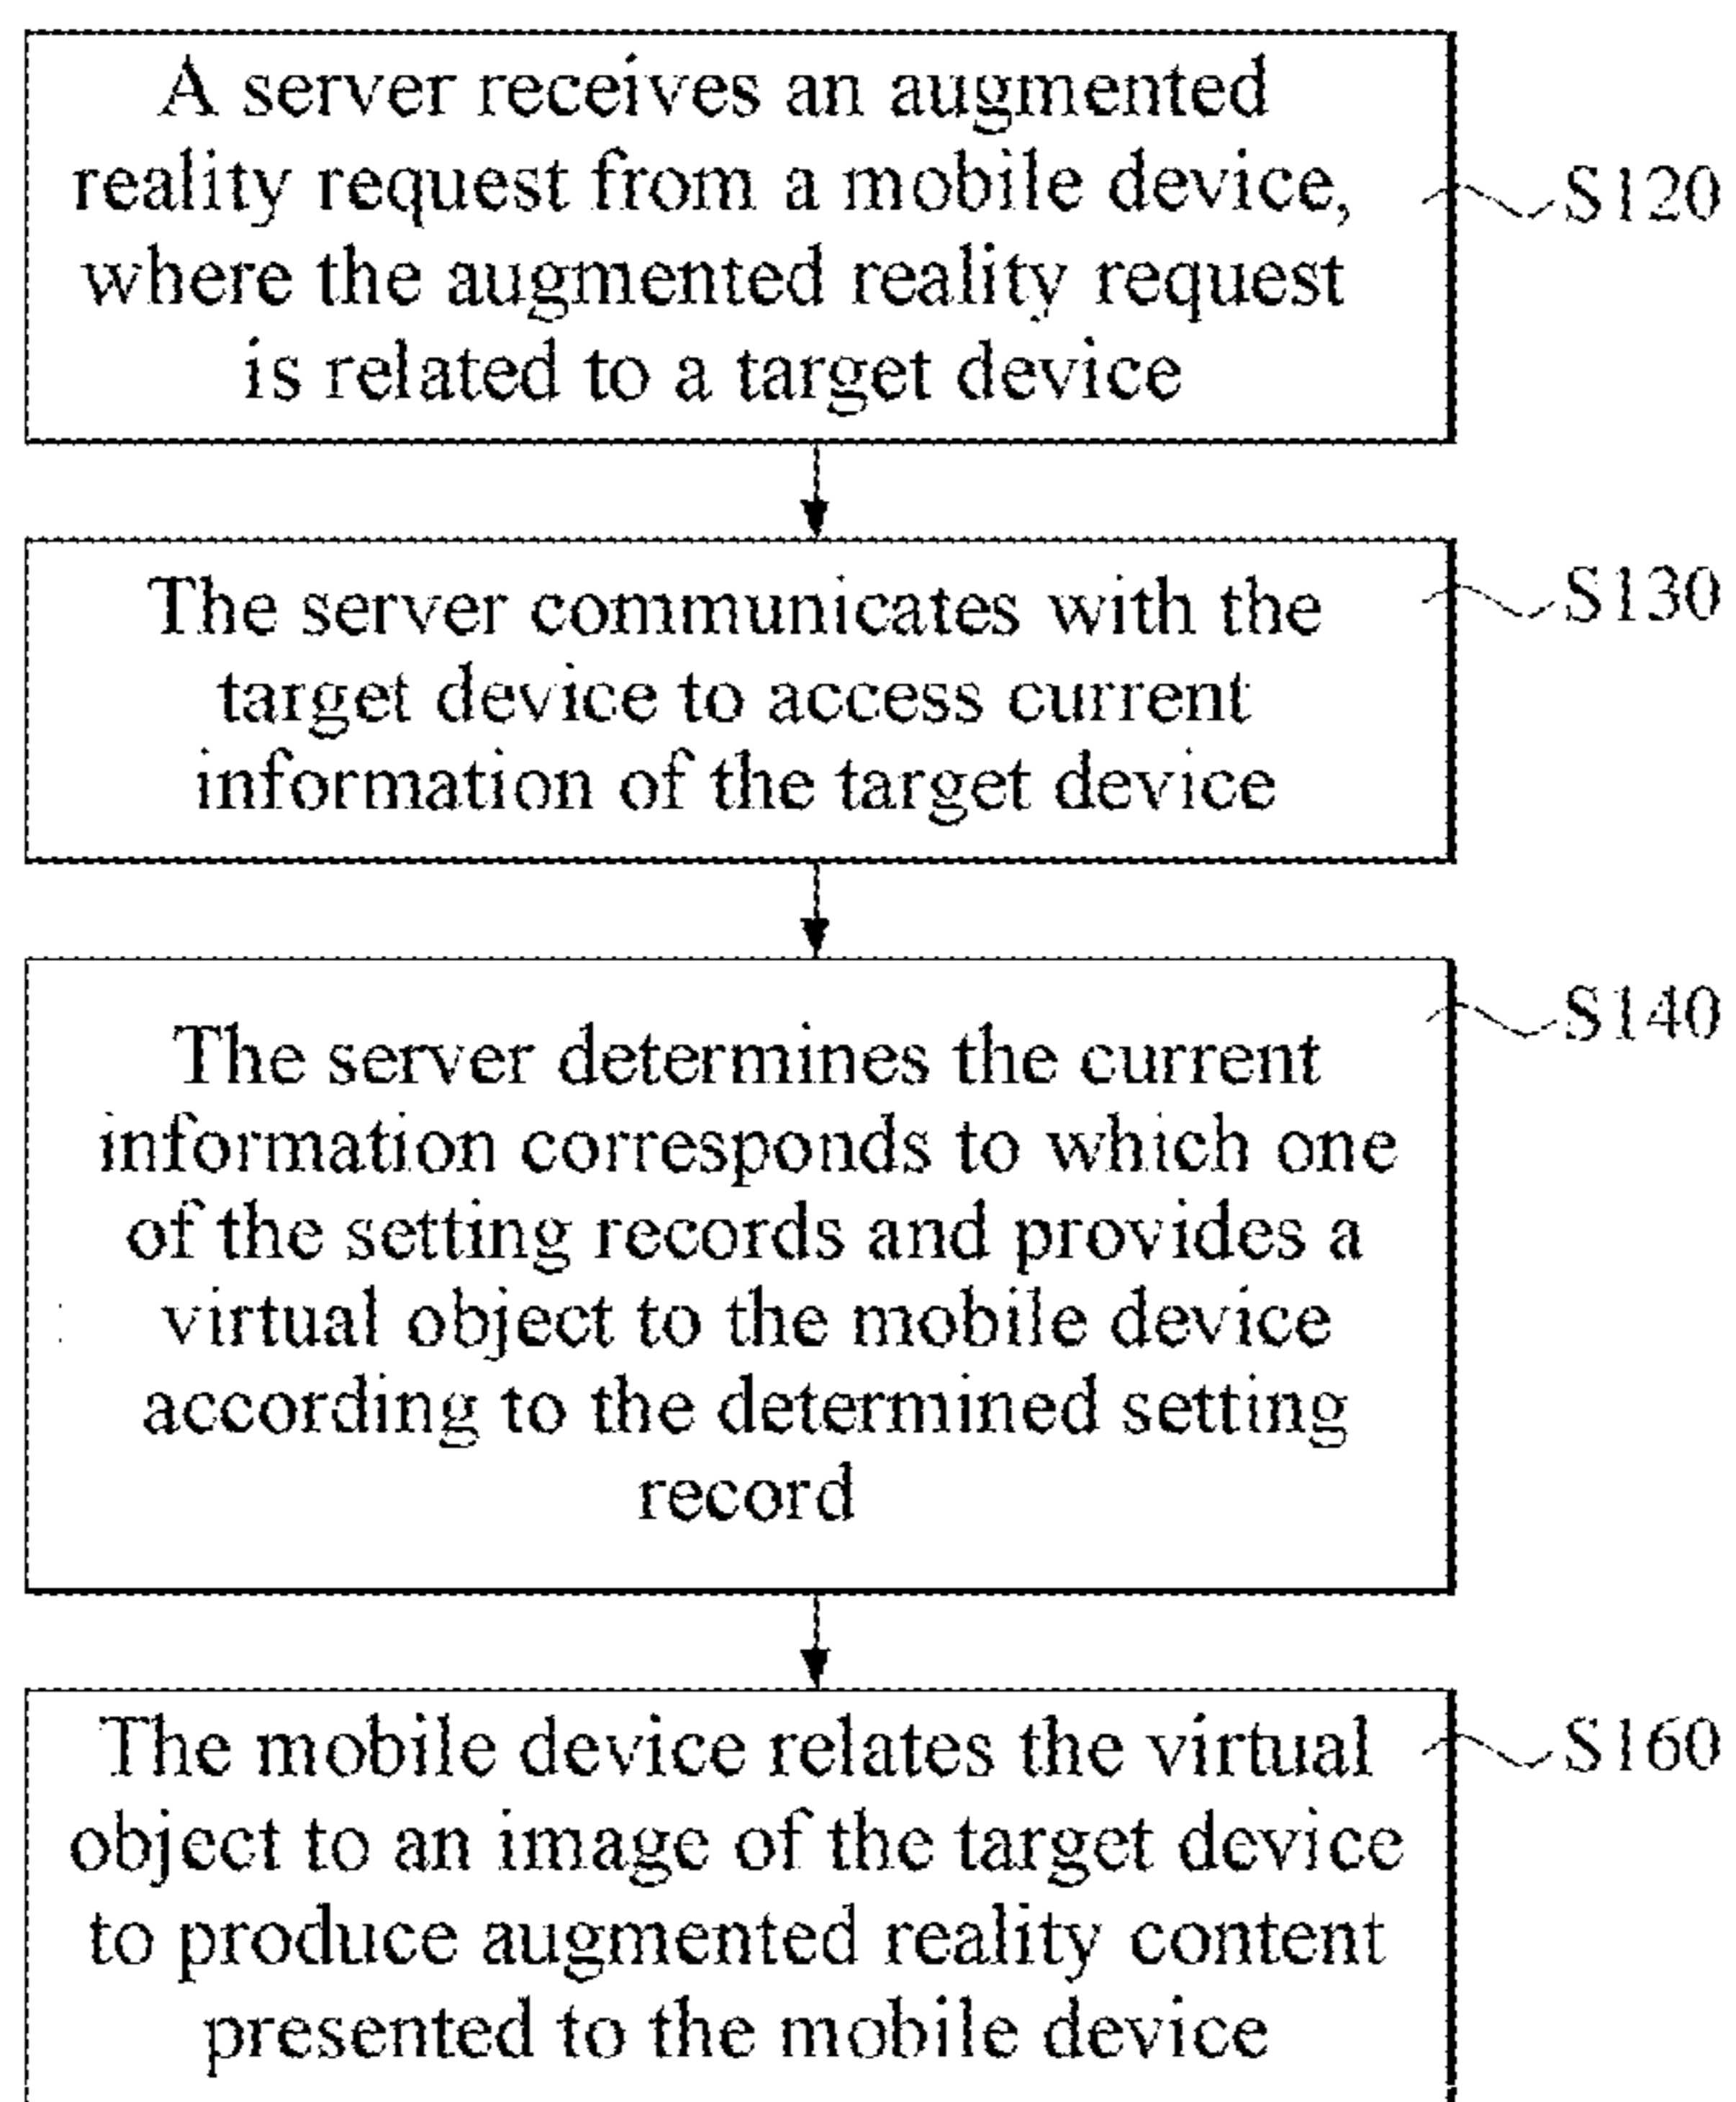 A server receives an augmented
reality request from a mobile device,
where the augmented reality request
is related to a target device
S120
The server communicates with the
target device to access current
information of the target device
S130
The server determines the current
information corresponds to which one
of the setting records and provides a
virtual object to the mobile device
according to the determined setting
record
S140
The mobile device relates the virtual
object to an image of the target device
to produce augmented reality content
presented to the mobile device
S160